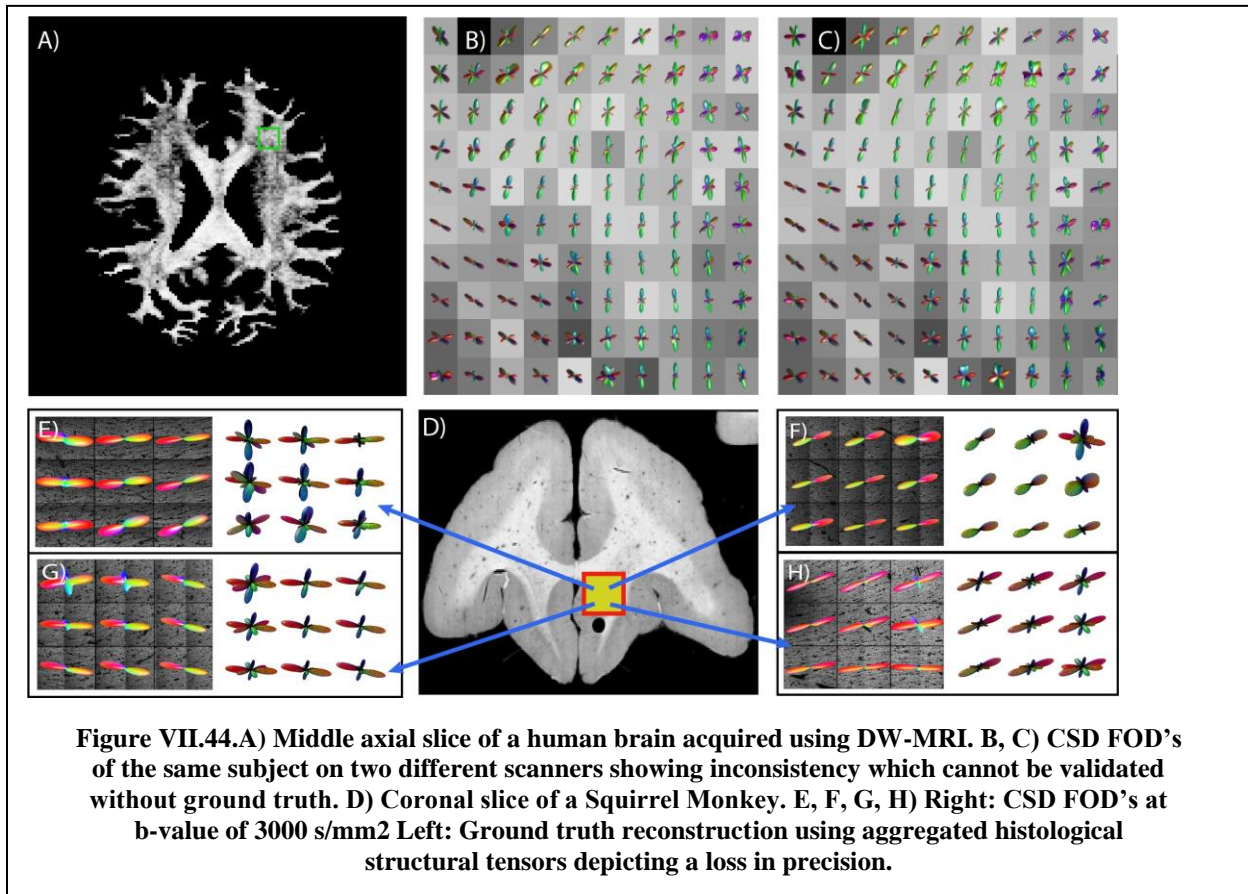 A)
B)
C)
E)
D)
F)
G)
H)
Figure VII.44.A) Middle axial slice of a human brain acquired using DW-MRI. B, C) CSD FOD's
of the same subject on two different scanners showing inconsistency which cannot be validated
without ground truth. D) Coronal slice of a Squirrel Monkey. E, F, G, H) Right: CSD FOD's at
b-value of 3000 s/mm2 Left: Ground truth reconstruction using aggregated histological
structural tensors depicting a loss in precision.